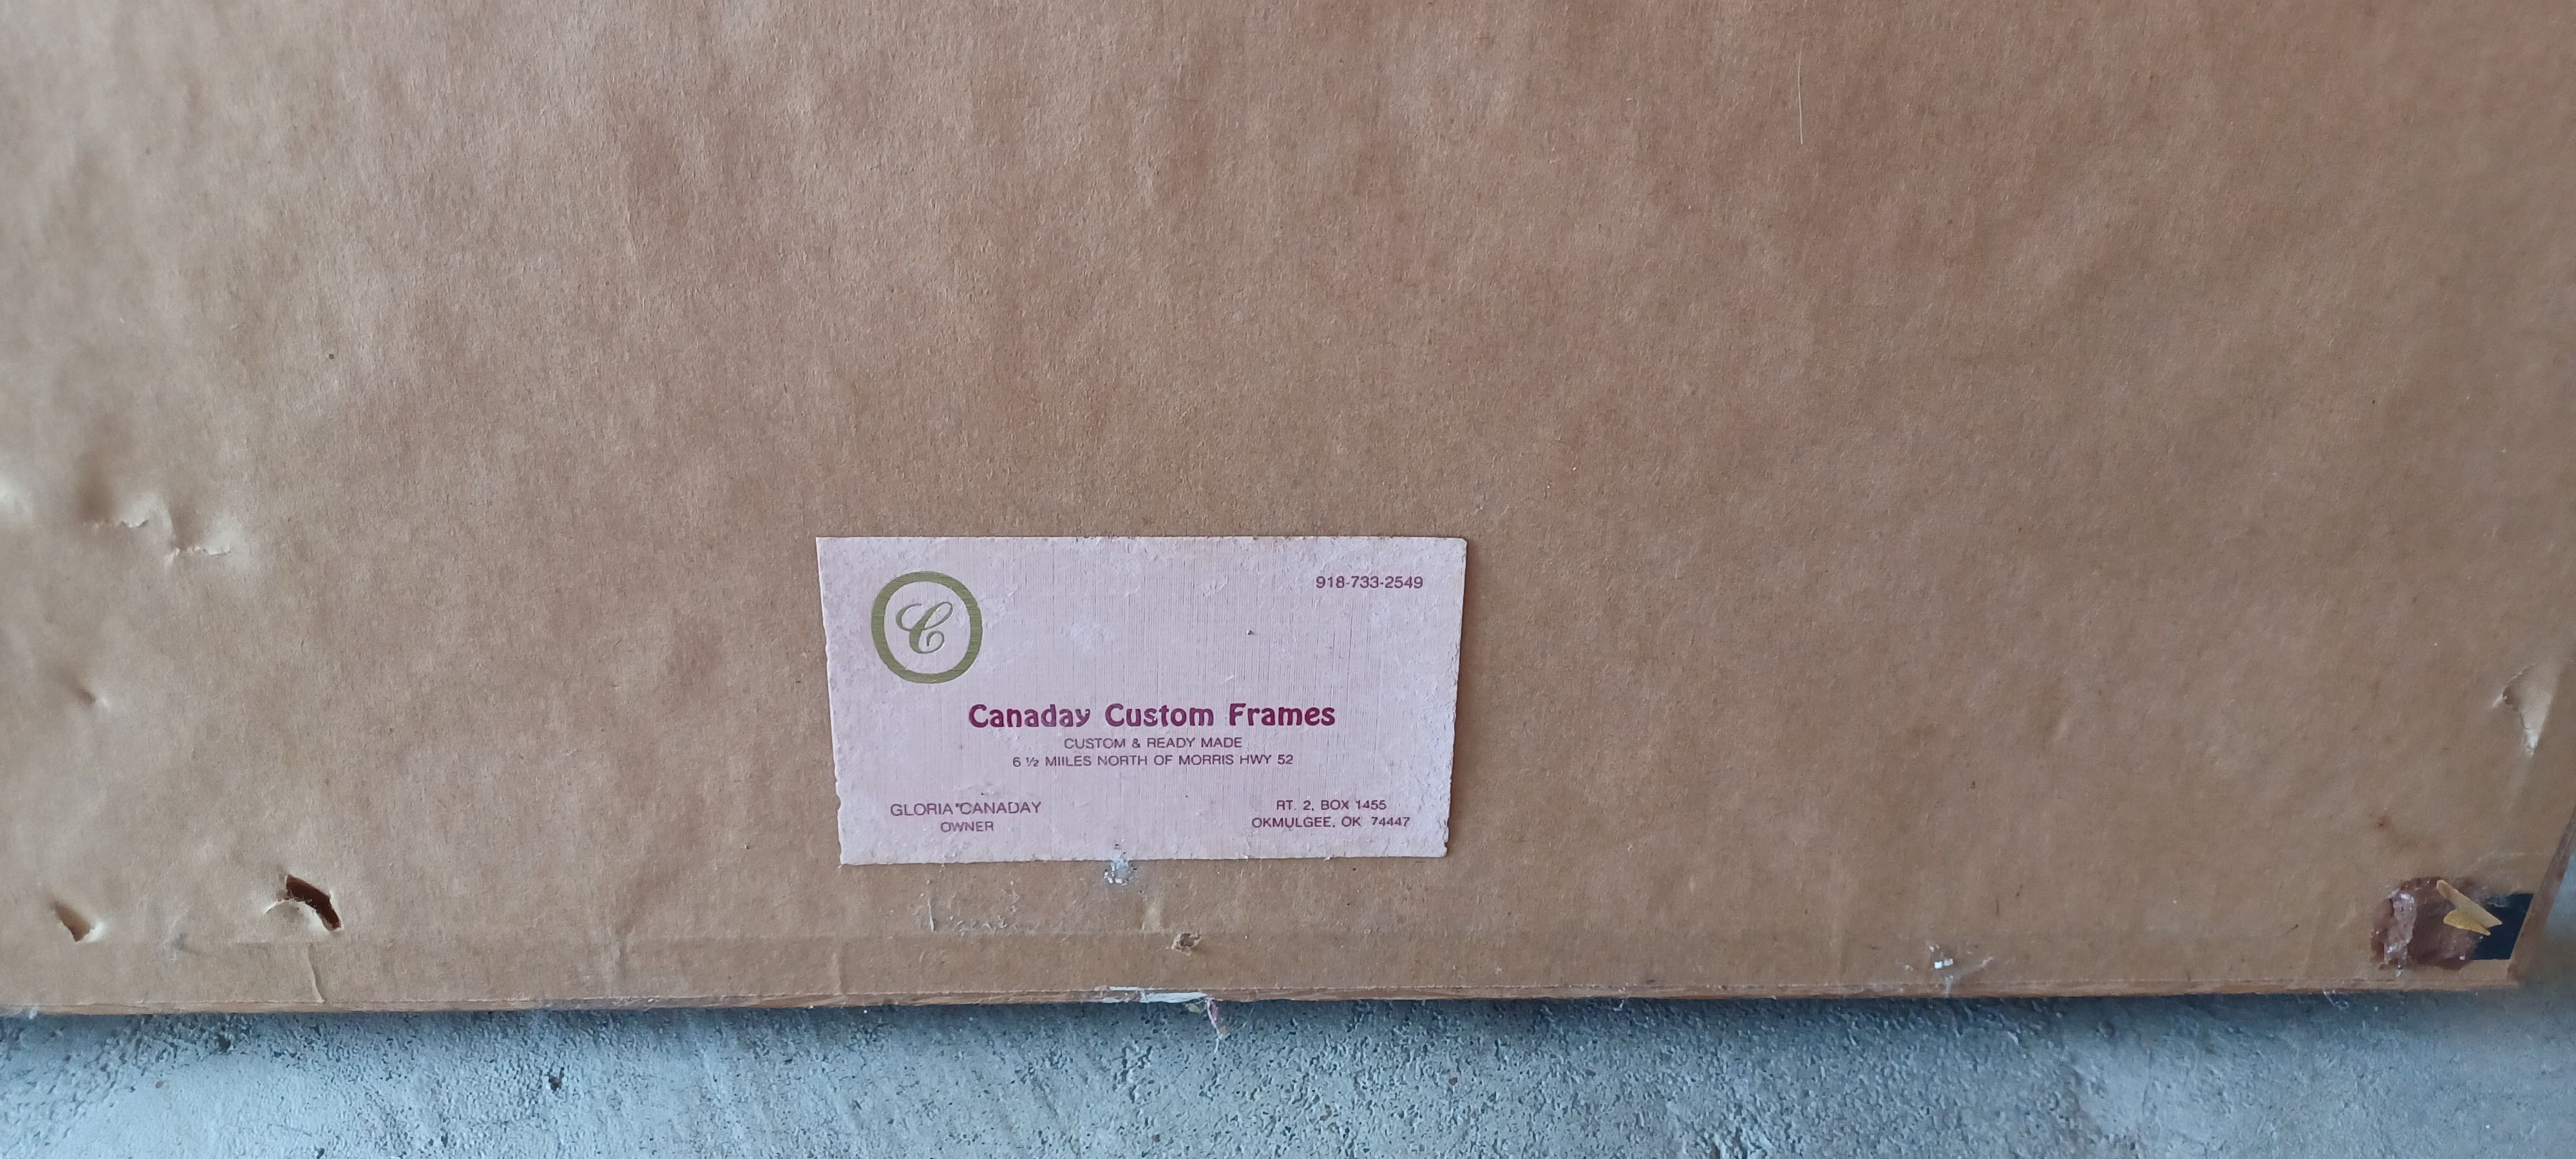 C
918-733-2549
Canaday Custom Frames
CUSTOM & READY MADE
6 ½ MIILES NORTH OF MORRIS HWY 52
GLORIA CANADAY
OWNER
RT. 2, BOX 1455
OKMULGEE, OK 74447